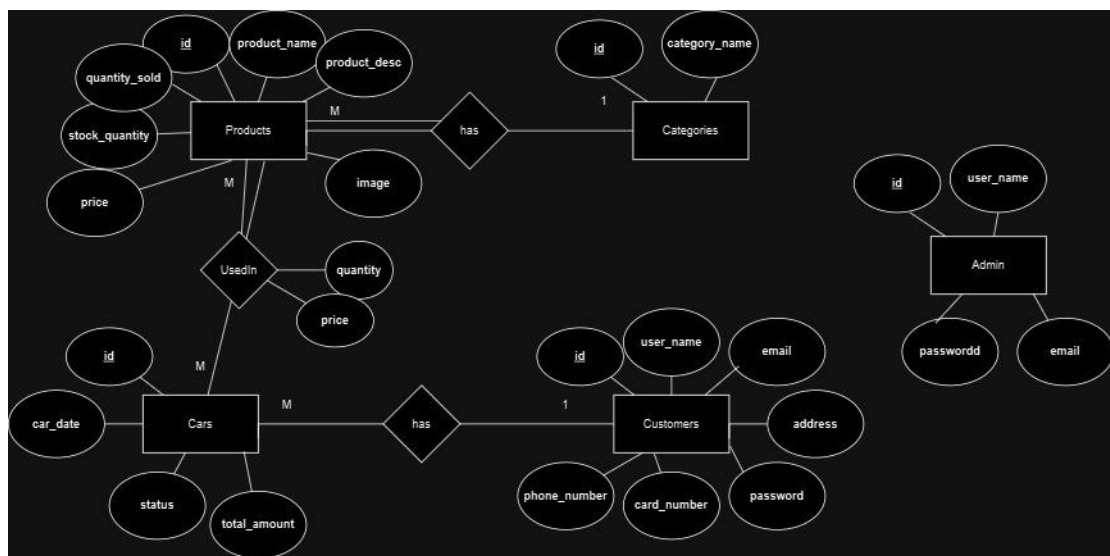 id
product_name
product_desc
quantity_sold
stock_quantity
price
Products
image
M
has
1
Categories
id
category_name
M
UsedIn
quantity
price
M
id
car_date
Cars
status
total_amount
M
has
1
id
user_name
email
Customers
address
phone_number
card_number
password
id
user_name
Admin
passwordd
email